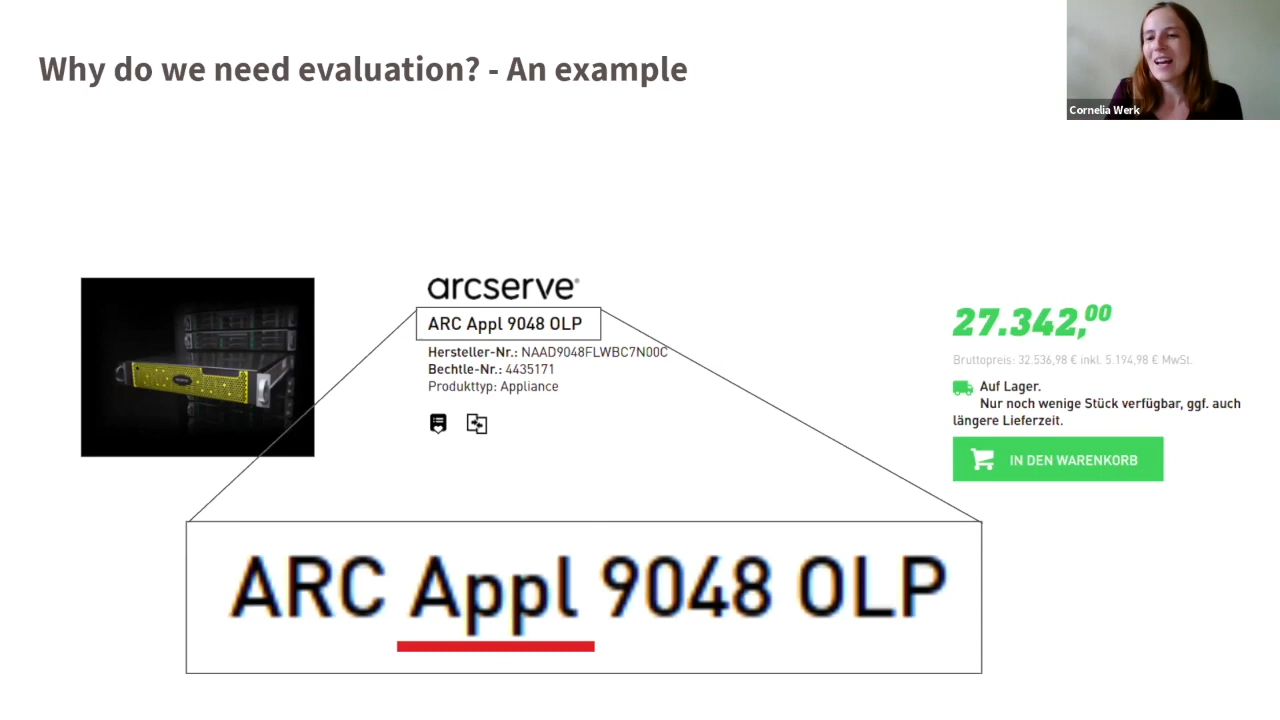 Why do we need evaluation? - An example
Cornelia Werk
arcserve®
ARC Appl 9048 OLP
Hersteller-Nr.: NAAD9048FLWBC7N00C
Bechtle-Nr.: 4435171
Produkttyp: Appliance
27.342,00
Bruttopreis: 32.536,98 € inkl. 5.194,98 € MwSt.
Auf Lager.
Nur noch wenige Stück verfügbar, ggf. auch
längere Lieferzeit.
IN DEN WARENKORB
ARC Appl 9048 OLP